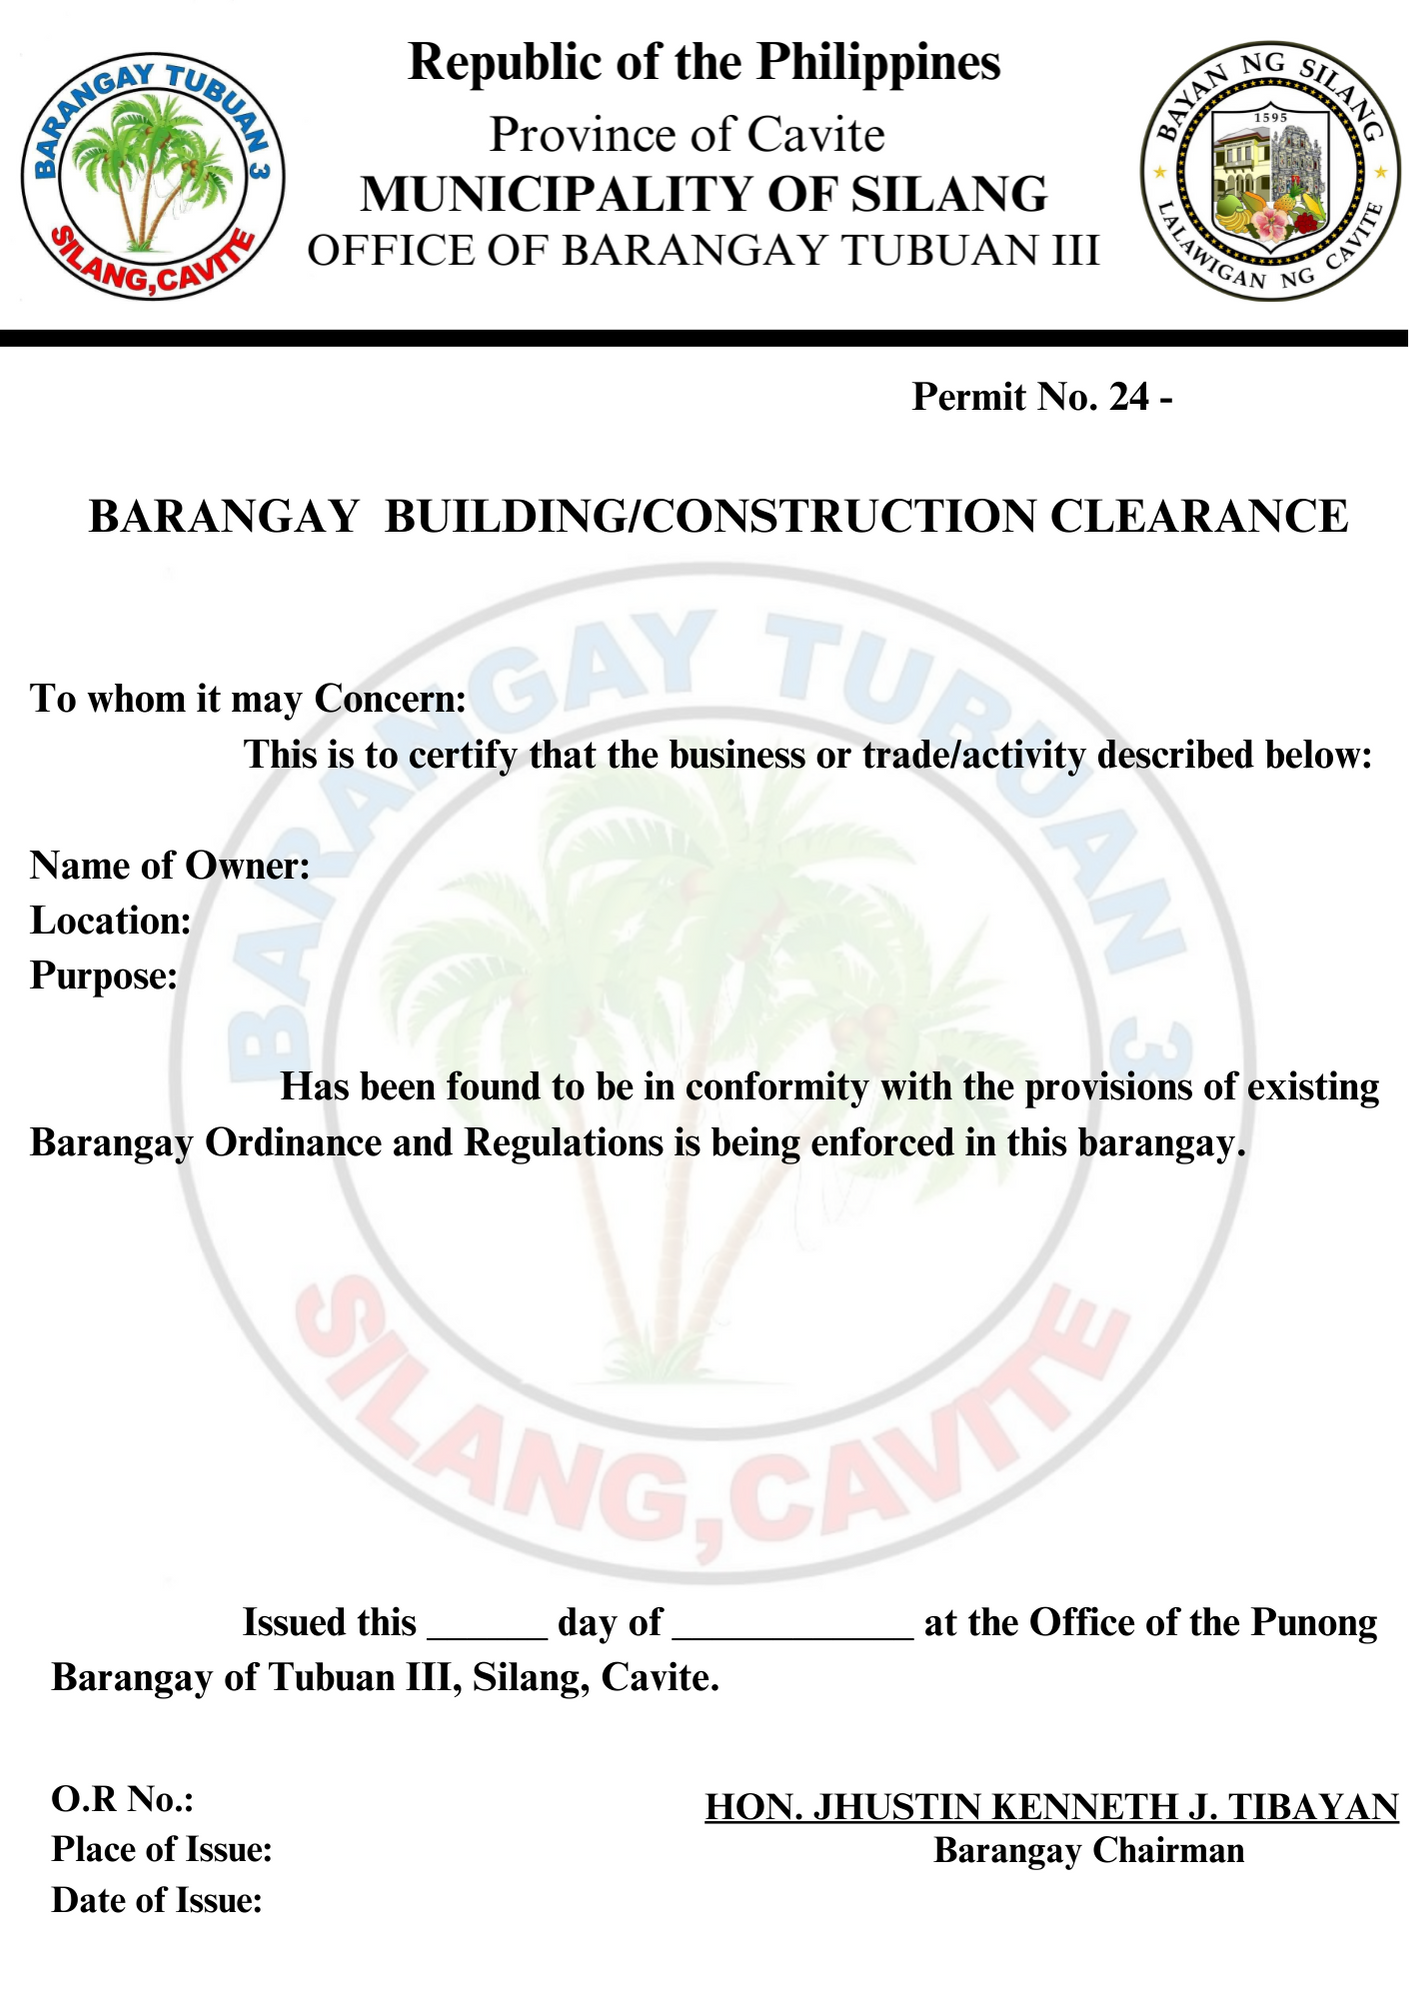 BARANGAY TUBUAN 3
SILANG,CAVITE
Republic of the Philippines
Province of Cavite
MUNICIPALITY OF SILANG
OFFICE OF BARANGAY TUBUAN III
BAYAN NG SILANG
1595
LALAWIGAN NG CAVITE
Permit No. 24 -
BARANGAY BUILDING/CONSTRUCTION CLEARANCE
BARANGAY TUBUAN 3
To whom it may Concern:
This is to certify that the business or trade/activity described below:
Name of Owner:
Location:
Purpose:
Has been found to be in conformity with the provisions of existing
Barangay Ordinance and Regulations is being enforced in this barangay.
SILANG,CAVITE
Issued this ______ day of ____________ at the Office of the Punong
Barangay of Tubuan III, Silang, Cavite.
O.R No.:
Place of Issue:
Date of Issue:
HON. JHUSTIN KENNETH J. TIBAYAN
Barangay Chairman